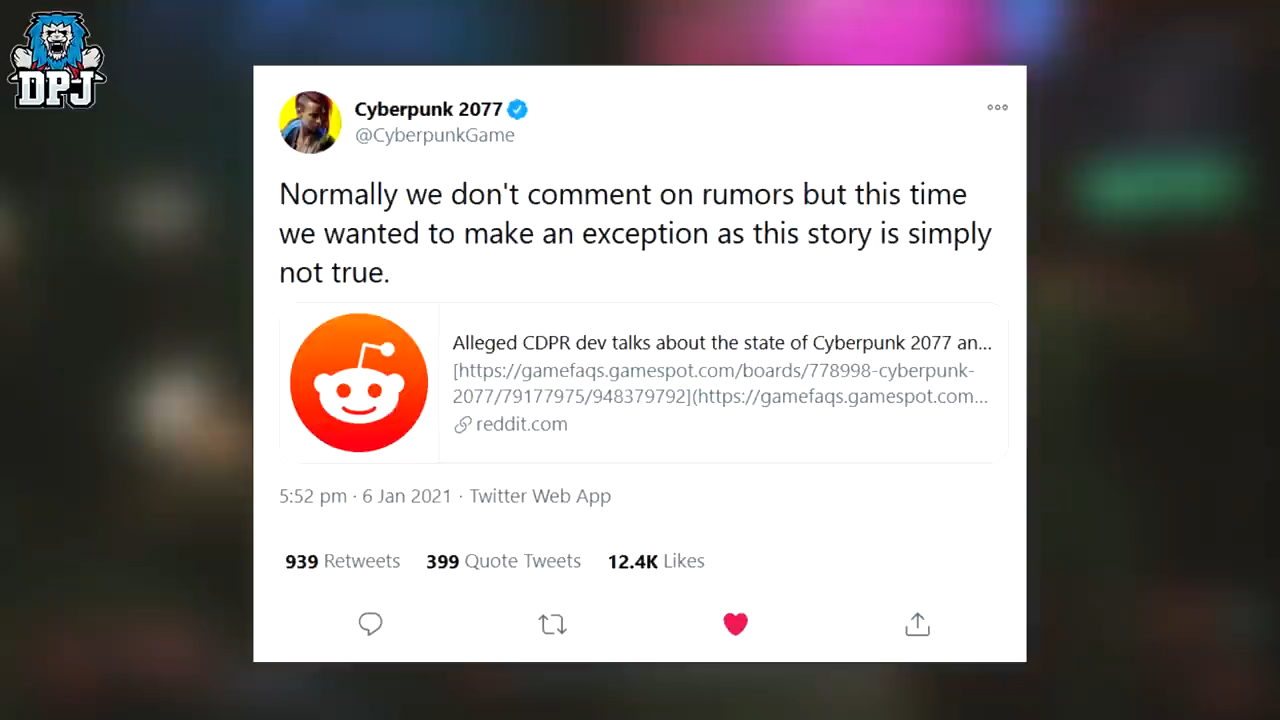 DPJ
Cyberpunk 2077
@CyberpunkGame
Normally we don't comment on rumors but this time
we wanted to make an exception as this story is simply
not true.
Alleged CDPR dev talks about the state of Cyberpunk 2077 an...
[https://gamefaqs.gamespot.com/boards/778998-cyberpunk-
2077/79177975/948379792](https://gamefaqs.gamespot.com...
reddit.com
5:52 pm · 6 Jan 2021 · Twitter Web App
939 Retweets 399 Quote Tweets 12.4K Likes